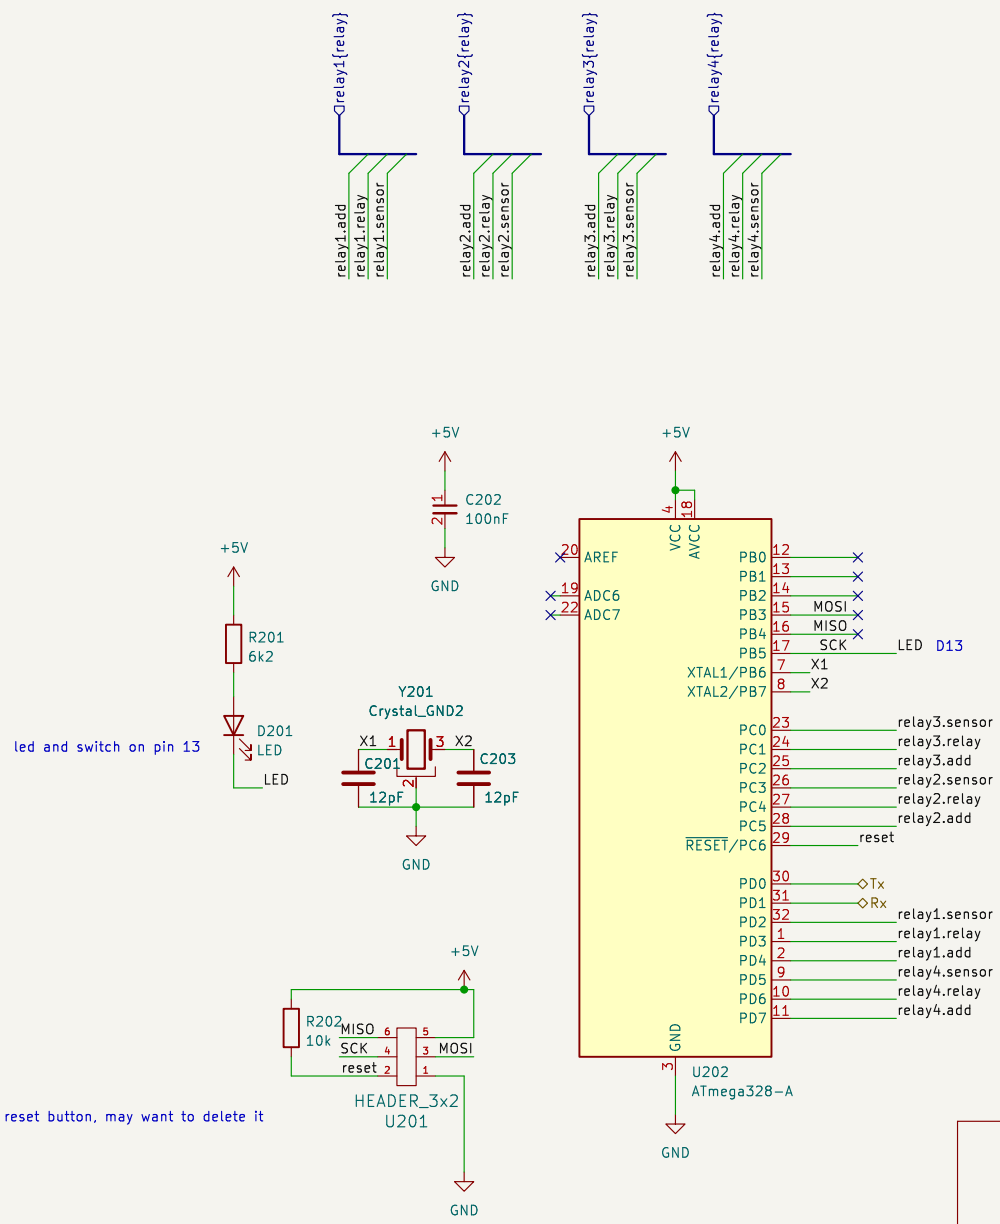 relay1{relay}
relay2{relay}
relay3{relay}
relay4{relay}
relay1.add
relay1.relay
relay1.sensor
relay2.add
relay2.relay
relay2.sensor
relay3.add
relay3.relay
relay3.sensor
relay4.add
relay4.relay
relay4.sensor
+5V
1
2
C202
100nF
GND
+5V
R201
6k2
D201
LED
LED
led and switch on pin 13
Y201
Crystal_GND2
X1 1 3 X2
2
C201
12pF
C203
12pF
GND
+5V
R202
10k
MISO 6 5
SCK 4 3 MOSI
reset 2 1
HEADER_3x2
U201
reset button, may want to delete it
GND
+5V
4 18
VCC AVCC
20 AREF
19 ADC6
22 ADC7
PB0 12
PB1 13
PB2 14
PB3 15 MOSI
PB4 16 MISO
PB5 17 SCK LED D13
XTAL1/PB6 7 X1
XTAL2/PB7 8 X2
PC0 23 relay3.sensor
PC1 24 relay3.relay
PC2 25 relay3.add
PC3 26 relay2.sensor
PC4 27 relay2.relay
PC5 28 relay2.add
RESET/PC6 29 reset
PD0 30 Tx
PD1 31 Rx
PD2 32 relay1.sensor
PD3 1 relay1.relay
PD4 2 relay1.add
PD5 9 relay4.sensor
PD6 10 relay4.relay
PD7 11 relay4.add
GND
3
U202
ATmega328-A
GND